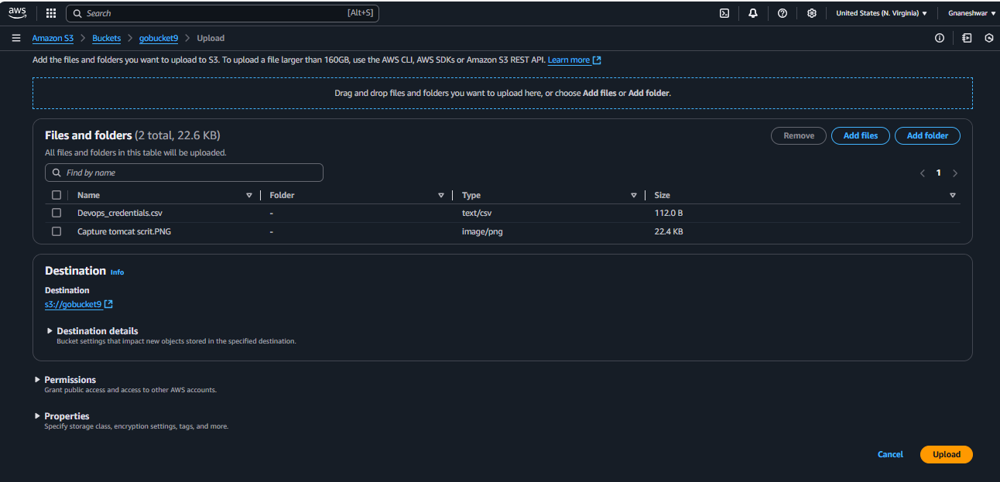 aws Search [Alt+S] United States (N. Virginia) Gnaneshwar
Amazon S3 > Buckets > gobucket9 > Upload
Add the files and folders you want to upload to S3. To upload a file larger than 160GB, use the AWS CLI, AWS SDKs or Amazon S3 REST API. Learn more
Drag and drop files and folders you want to upload here, or choose Add files or Add folder.
Files and folders (2 total, 22.6 KB) Remove Add files Add folder
All files and folders in this table will be uploaded.
Find by name < 1 >
Name Folder Type Size
Devops_credentials.csv - text/csv 112.0 B
Capture tomcat scrit.PNG - image/png 22.4 KB
Destination Info
Destination
s3://gobucket9
Destination details
Bucket settings that impact new objects stored in the specified destination.
Permissions
Grant public access and access to other AWS accounts.
Properties
Specify storage class, encryption settings, tags, and more.
Cancel Upload